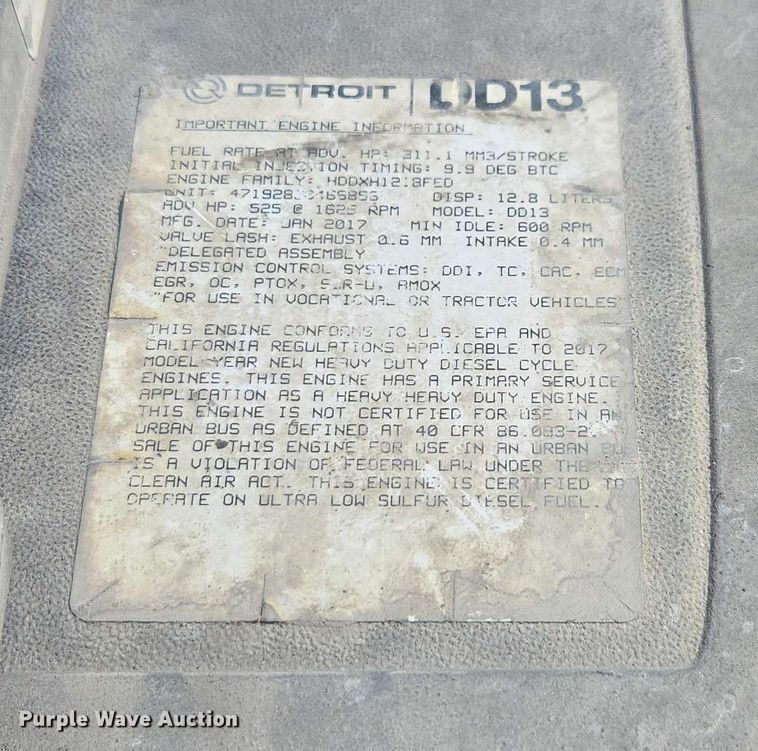 DETROIT DD13
IMPORTANT ENGINE INFORMATION
FUEL RATE AT ADV. HP: 311.1 MM3/STROKE
INITIAL INJECTION TIMING: 9.9 DEG BTC
ENGINE FAMILY:
UNIT: DISP: 12.8 LITERS
ADV HP: 525 @ 1625 RPM MODEL: DD13
MFG. DATE: JAN 2017 MIN IDLE: 600 RPM
VALVE LASH: EXHAUST 0.6 MM INTAKE 0.4 MM
DELEGATED ASSEMBLY
EMISSION CONTROL SYSTEMS: DDI, TC, CAC, ECM
EGR, OC, PTOX, SCR-U, AMOX
"FOR USE IN VOCATIONAL OR TRACTOR VEHICLES"
THIS ENGINE CONFORMS TO U.S. EPA AND
CALIFORNIA REGULATIONS APPLICABLE TO 2017
MODEL YEAR NEW HEAVY DUTY DIESEL CYCLE
ENGINES. THIS ENGINE HAS A PRIMARY SERVICE
APPLICATION AS A HEAVY HEAVY DUTY ENGINE.
THIS ENGINE IS NOT CERTIFIED FOR USE IN AN
URBAN BUS AS DEFINED AT 40 CFR 86.093-2.
SALE OF THIS ENGINE FOR USE IN AN URBAN BUS
IS A VIOLATION OF FEDERAL LAW UNDER THE
CLEAN AIR ACT. THIS ENGINE IS CERTIFIED TO
OPERATE ON ULTRA LOW SULFUR DIESEL FUEL.
Purple Wave Auction